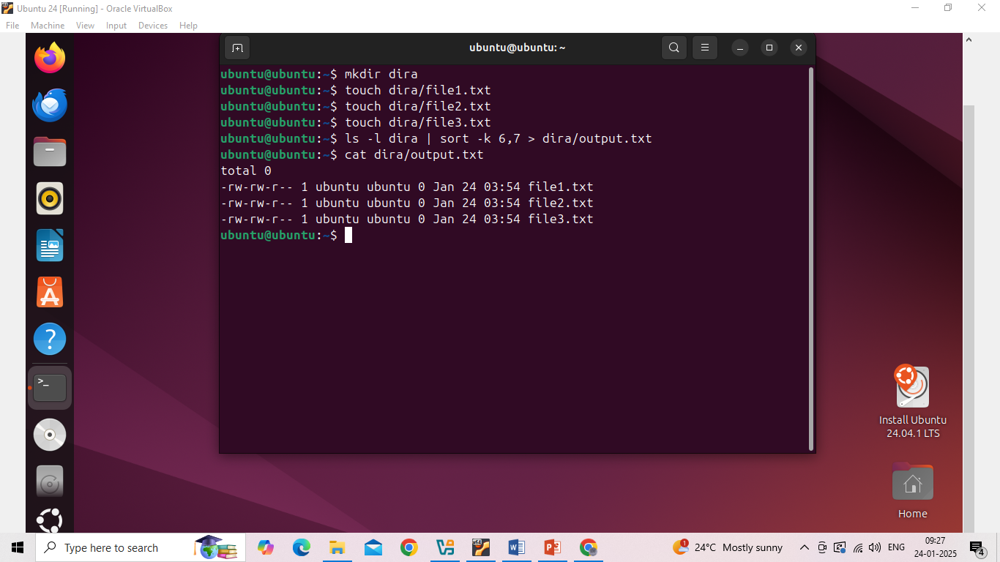 Ubuntu 24 [Running] - Oracle VirtualBox
File Machine View Input Devices Help
ubuntu@ubuntu: ~
ubuntu@ubuntu:~$ mkdir dira
ubuntu@ubuntu:~$ touch dira/file1.txt
ubuntu@ubuntu:~$ touch dira/file2.txt
ubuntu@ubuntu:~$ touch dira/file3.txt
ubuntu@ubuntu:~$ ls -l dira | sort -k 6,7 > dira/output.txt
ubuntu@ubuntu:~$ cat dira/output.txt
total 0
-rw-rw-r-- 1 ubuntu ubuntu 0 Jan 24 03:54 file1.txt
-rw-rw-r-- 1 ubuntu ubuntu 0 Jan 24 03:54 file2.txt
-rw-rw-r-- 1 ubuntu ubuntu 0 Jan 24 03:54 file3.txt
ubuntu@ubuntu:~$
Install Ubuntu
24.04.1 LTS
Home
Type here to search
1
24°C Mostly sunny
ENG
09:27
24-01-2025
4